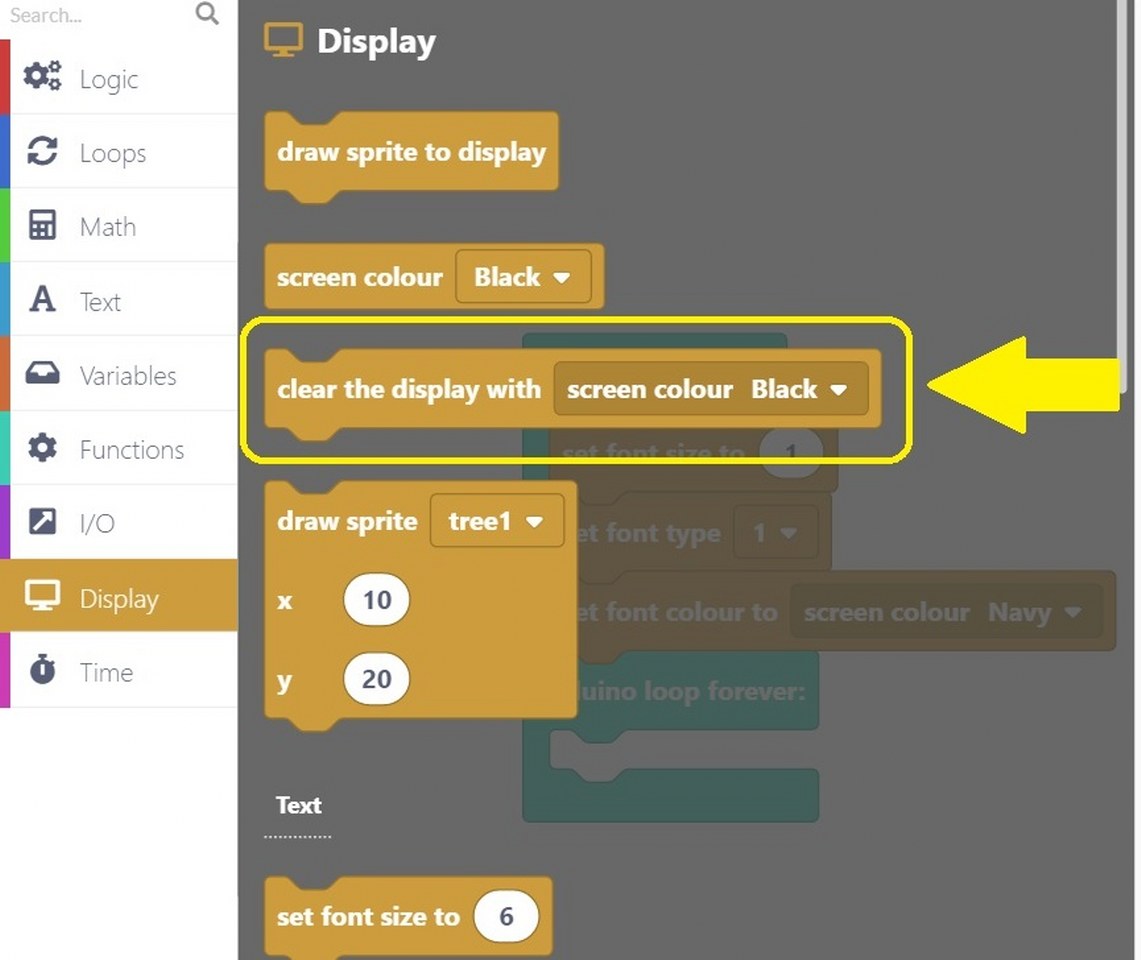 Search...
Logic
Loops
Math
Text
Variables
Functions
I/O
Display
Time
Display
draw sprite to display
screen colour Black
clear the display with screen colour Black
set font size to 1
draw sprite tree1
et font type 1
x 10
et font colour to screen colour Navy
y 20
uino loop forever:
Text
set font size to 6